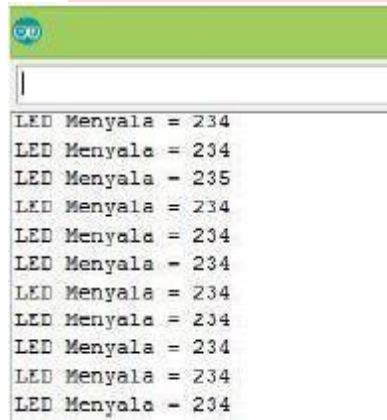 LED Menyala = 234
LED Menyala = 234
LED Menyala = 235
LED Menyala = 234
LED Menyala = 234
LED Menyala = 234
LED Menyala = 234
LED Menyala = 234
LED Menyala = 234
LED Menyala = 234
LED Menyala = 234